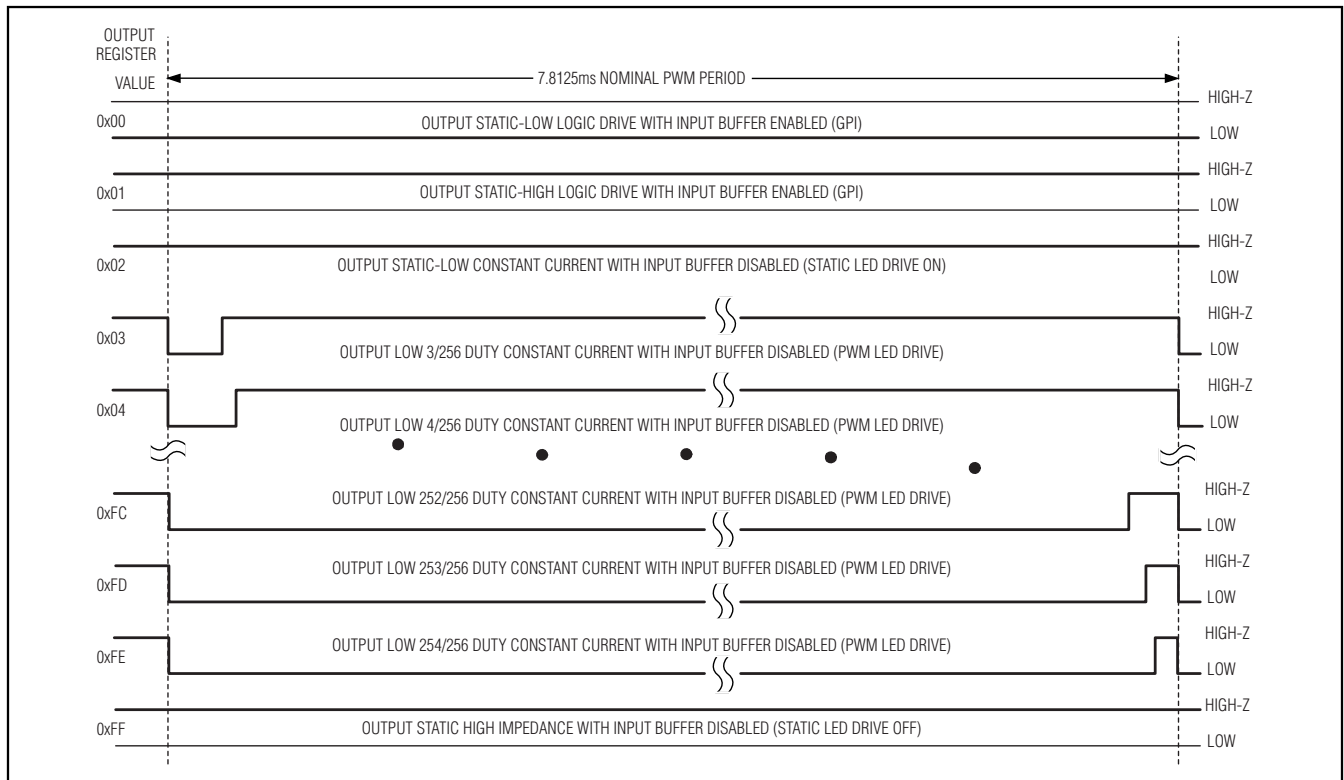 OUTPUT
REGISTER
VALUE
7.8125ms NOMINAL PWM PERIOD
HIGH-Z
0x00
OUTPUT STATIC-LOW LOGIC DRIVE WITH INPUT BUFFER ENABLED (GPI)
LOW
HIGH-Z
0x01
OUTPUT STATIC-HIGH LOGIC DRIVE WITH INPUT BUFFER ENABLED (GPI)
LOW
HIGH-Z
0x02
OUTPUT STATIC-LOW CONSTANT CURRENT WITH INPUT BUFFER DISABLED (STATIC LED DRIVE ON)
LOW
HIGH-Z
0x03
OUTPUT LOW 3/256 DUTY CONSTANT CURRENT WITH INPUT BUFFER DISABLED (PWM LED DRIVE)
LOW
HIGH-Z
0x04
OUTPUT LOW 4/256 DUTY CONSTANT CURRENT WITH INPUT BUFFER DISABLED (PWM LED DRIVE)
LOW
HIGH-Z
0xFC
OUTPUT LOW 252/256 DUTY CONSTANT CURRENT WITH INPUT BUFFER DISABLED (PWM LED DRIVE)
LOW
HIGH-Z
0xFD
OUTPUT LOW 253/256 DUTY CONSTANT CURRENT WITH INPUT BUFFER DISABLED (PWM LED DRIVE)
LOW
HIGH-Z
0xFE
OUTPUT LOW 254/256 DUTY CONSTANT CURRENT WITH INPUT BUFFER DISABLED (PWM LED DRIVE)
LOW
HIGH-Z
0xFF
OUTPUT STATIC HIGH IMPEDANCE WITH INPUT BUFFER DISABLED (STATIC LED DRIVE OFF)
LOW